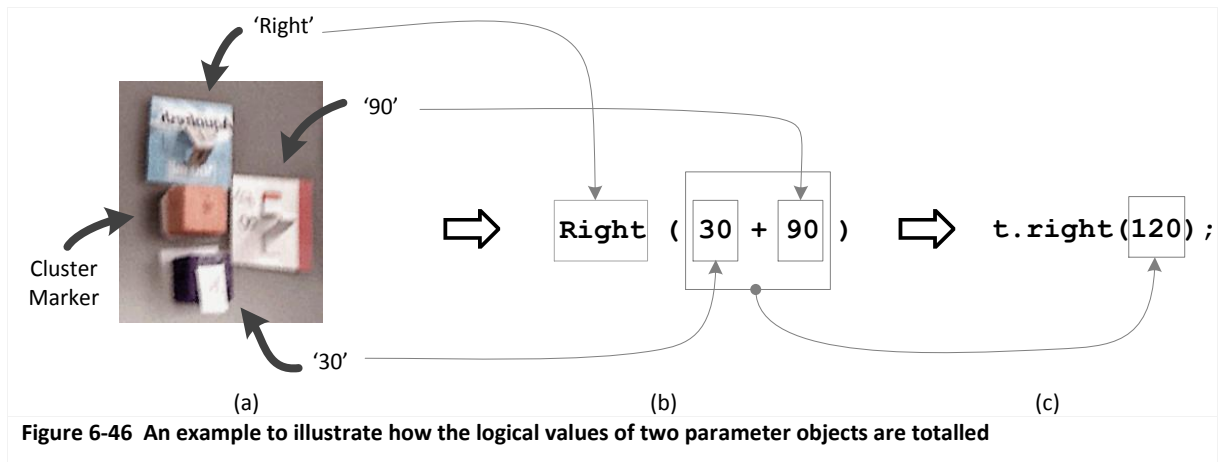 ‘Right’
‘90’
Cluster
Marker
‘30’
Right ( 30 + 90 )
t.right(120);
(a)
(b)
(c)
Figure 6-46 An example to illustrate how the logical values of two parameter objects are totalled